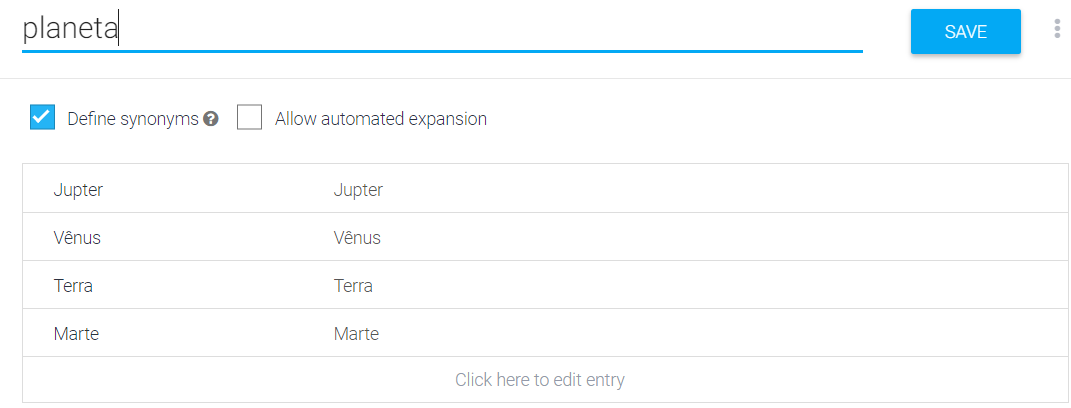 planeta SAVE
Define synonyms ? Allow automated expansion
Jupter Jupter
Vênus Vênus
Terra Terra
Marte Marte
Click here to edit entry